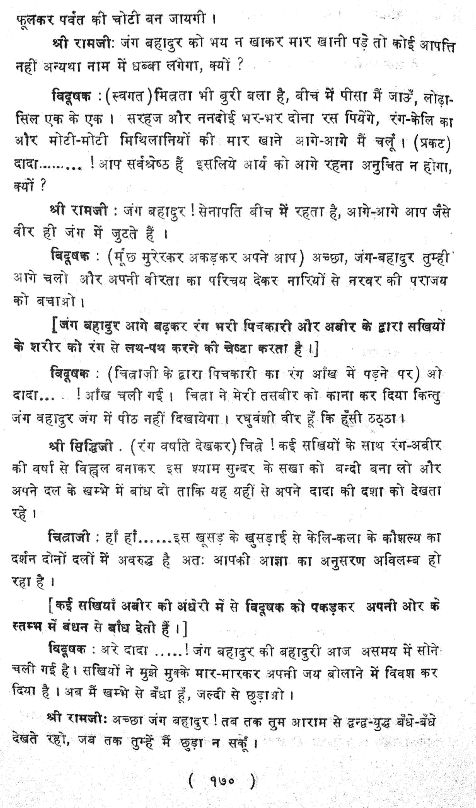 फूलकर पर्वत की चोटी बन जायगी ।
श्री रामजी: जंग बहादुर को भय न खाकर मार खानी पड़े तो कोई आपत्ति
नहीं अन्यथा नाम में धब्बा लगेगा, क्यों ?
विदूषक : (स्वगत) मित्रता भी बुरी बला है, बीच में पीसा मैं जाऊँ, लोढ़ा-
सिल एक के एक । सरहज और ननदोई भर-भर दोना रस पियेंगे, रंग-केलि का
और मोटी-मोटी मिथिलानियों की मार खाने आगे-आगे मैं चलूँ । (प्रकट)
दादा......... ! आप सर्वश्रेष्ठ हैं इसलिये आर्य को आगे रहना अनुचित न होगा,
क्यों ?
श्री रामजी : जंग बहादुर ! सेनापति बीच में रहता है, आगे-आगे आप जैसे
वीर ही जंग में जुटते हैं ।
विदूषक : (मूंछ मुरेरकर अकड़कर अपने आप) अच्छा, जंग-बहादुर तुम्ही
आगे चलो और अपनी वीरता का परिचय देकर नारियों से नरवर की पराजय
को बचाओ ।
[जंग बहादुर आगे बढ़कर रंग भरी पिचकारी और अबीर के द्वारा सखियों
के शरीर को रंग से लथ-पथ करने की चेष्टा करता है ।]
विदूषक : (चित्राजी के द्वारा पिचकारी का रंग आँख में पड़ने पर) ओ
दादा.... ! आँख चली गई । चित्रा ने मेरी तसबीर को काना कर दिया किन्तु
जंग बहादुर जंग में पीठ नहीं दिखायेगा । रघुवंशी वीर हूँ कि हँसी ठठ्ठा ।
श्री सिद्धिजी . (रंग वर्षाते देखकर) चित्रे ! कई सखियों के साथ रंग-अबीर
की वर्षा से विह्वल बनाकर इस श्याम सुन्दर के सखा को बन्दी बना लो और
अपने दल के खम्भे में बांध दो ताकि यह यहीं से अपने दादा की दशा को देखता
रहे ।
चित्राजी : हाँ हाँ......इस खूसड़ के खुसड़ाई से केलि-कला के कौशल्य का
दर्शन दोनों दलों में अवरुद्ध है अतः आपकी आज्ञा का अनुसरण अविलम्ब हो
रहा है ।
[कई सखियाँ अबीर की अंधेरी में से विदूषक को पकड़कर अपनी ओर के
स्तम्भ में बंधन से बाँध देती हैं ।]
विदूषक : अरे दादा ..... ! जंग बहादुर की बहादुरी आज असमय में सोने
चली गई है । सखियों ने मुझे मुक्के मार-मारकर अपनी जय बोलाने में विवश कर
दिया है । अब मैं खम्भे से बँधा हूँ, जल्दी से छुड़ाओ ।
श्री रामजी: अच्छा जंग बहादुर ! तब तक तुम आराम से द्वन्द्व-युद्ध बँधे-बँधे
देखते रहो, जब तक तुम्हें मैं छुड़ा न सकूँ ।
( १७० )